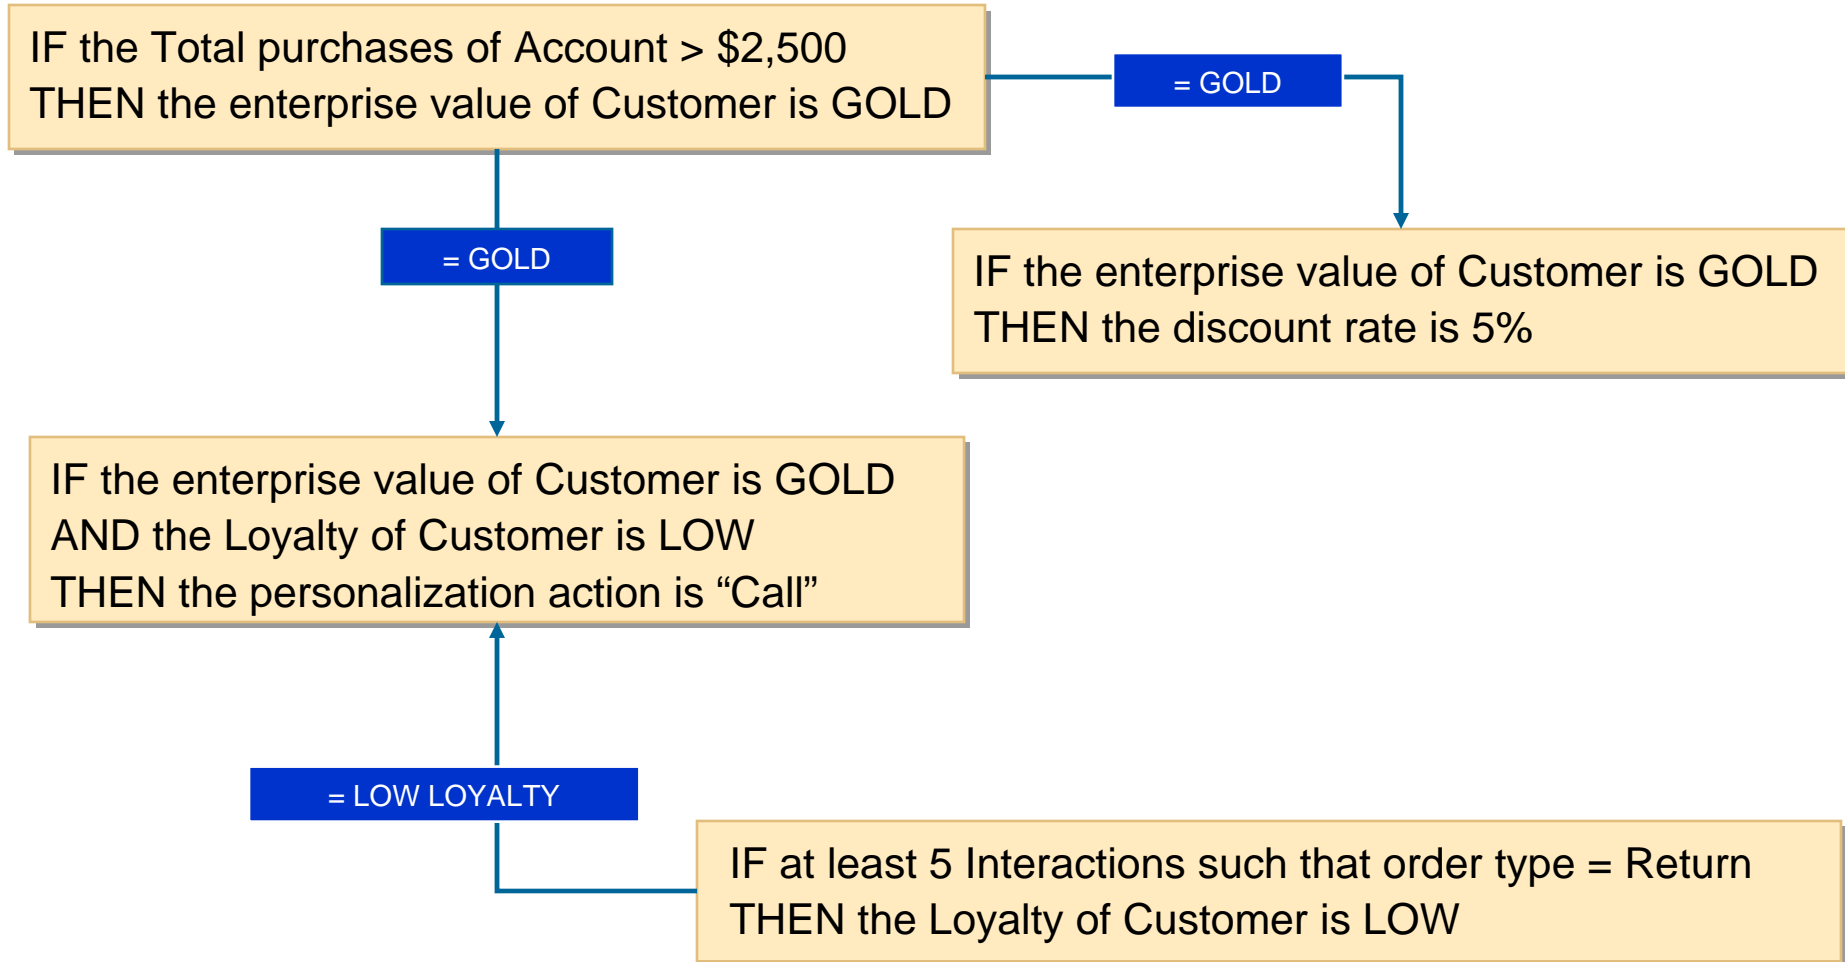 IF the Total purchases of Account > $2,500
THEN the enterprise value of Customer is GOLD
= GOLD
= GOLD
IF the enterprise value of Customer is GOLD
THEN the discount rate is 5%
IF the enterprise value of Customer is GOLD
AND the Loyalty of Customer is LOW
THEN the personalization action is “Call”
= LOW LOYALTY
IF at least 5 Interactions such that order type = Return
THEN the Loyalty of Customer is LOW